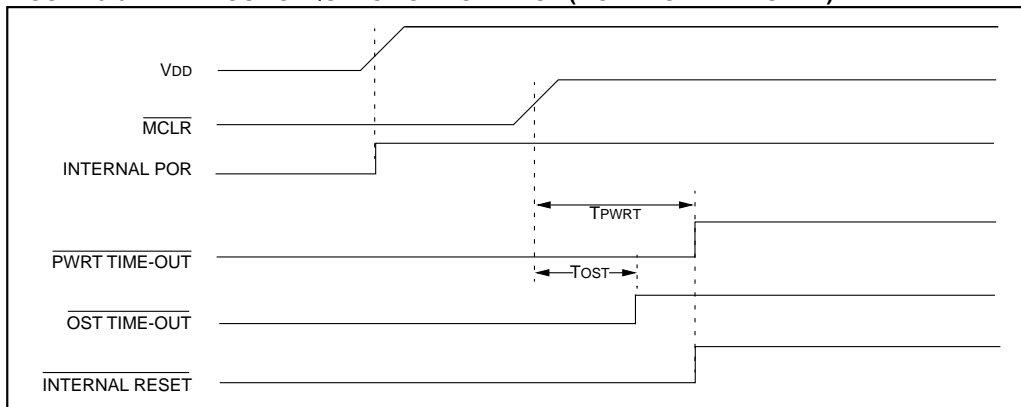 VDD
MCLR
INTERNAL POR
TPWRT
PWRT TIME-OUT
TOST
OST TIME-OUT
INTERNAL RESET